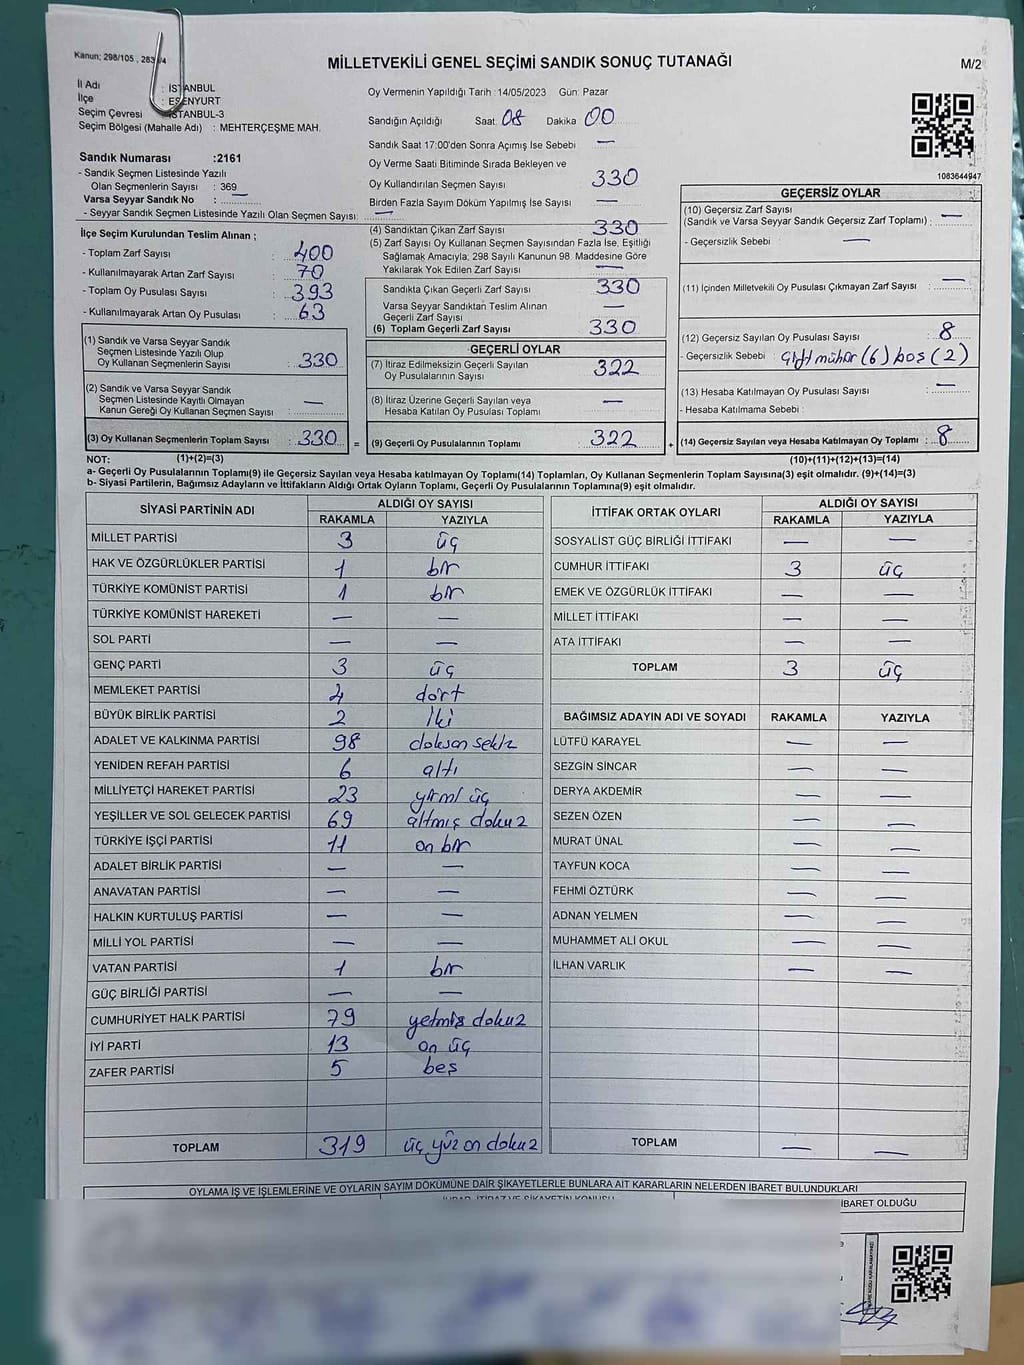 Kanun: 298/105 , 283 /4
MİLLETVEKİLİ GENEL SEÇİMİ SANDIK SONUÇ TUTANAĞI
M/2
İl Adı : İSTANBUL
İlçe : ESENYURT
Seçim Çevresi : İSTANBUL-3
Seçim Bölgesi (Mahalle Adı) : MEHTERÇEŞME MAH.
Sandık Numarası :2161
- Sandık Seçmen Listesinde Yazılı
Olan Seçmenlerin Sayısı : 369
Varsa Seyyar Sandık No : —
- Seyyar Sandık Seçmen Listesinde Yazılı Olan Seçmen Sayısı: —
Oy Vermenin Yapıldığı Tarih :14/05/2023 Gün: Pazar
Sandığın Açıldığı Saat: 08 Dakika 00
Sandık Saat 17:00'den Sonra Açımış İse Sebebi —
Oy Verme Saati Bitiminde Sırada Bekleyen ve
Oy Kullandırılan Seçmen Sayısı 330
Birden Fazla Sayım Döküm Yapılmış İse Sayısı —
1083644947
İlçe Seçim Kurulundan Teslim Alınan ;
- Toplam Zarf Sayısı : 400
- Kullanılmayarak Artan Zarf Sayısı : 70
- Toplam Oy Pusulası Sayısı : 393
- Kullanılmayarak Artan Oy Pusulası : 63
(1) Sandık ve Varsa Seyyar Sandık
Seçmen Listesinde Yazılı Olup
Oy Kullanan Seçmenlerin Sayısı : 330
(2) Sandık ve Varsa Seyyar Sandık
Seçmen Listesinde Kayıtlı Olmayan
Kanun Gereği Oy Kullanan Seçmen Sayısı : —
(3) Oy Kullanan Seçmenlerin Toplam Sayısı : 330 =
(4) Sandıktan Çıkan Zarf Sayısı 330
(5) Zarf Sayısı Oy Kullanan Seçmen Sayısından Fazla İse, Eşitliği
Sağlamak Amacıyla, 298 Sayılı Kanunun 98. Maddesine Göre
Yakılarak Yok Edilen Zarf Sayısı —
Sandıkta Çıkan Geçerli Zarf Sayısı 330
Varsa Seyyar Sandıktan Teslim Alınan
Geçerli Zarf Sayısı —
(6) Toplam Geçerli Zarf Sayısı 330
GEÇERLİ OYLAR
(7) İtiraz Edilmeksizin Geçerli Sayılan
Oy Pusulalarının Sayısı 322
(8) İtiraz Üzerine Geçerli Sayılan veya
Hesaba Katılan Oy Pusulası Toplamı —
(9) Geçerli Oy Pusulalarının Toplamı 322 +
GEÇERSİZ OYLAR
(10) Geçersiz Zarf Sayısı
(Sandık ve Varsa Seyyar Sandık Geçersiz Zarf Toplamı) : —
- Geçersizlik Sebebi —
(11) İçinden Milletvekili Oy Pusulası Çıkmayan Zarf Sayısı : —
(12) Geçersiz Sayılan Oy Pusulası Sayısı : 8
- Geçersizlik Sebebi : çift mühür (6) boş (2)
(13) Hesaba Katılmayan Oy Pusulası Sayısı : —
- Hesaba Katılmama Sebebi :
(14) Geçersiz Sayılan veya Hesaba Katılmayan Oy Toplamı : 8
NOT: (1)+(2)=(3) (10)+(11)+(12)+(13)=(14)
a- Geçerli Oy Pusulalarının Toplamı(9) ile Geçersiz Sayılan veya Hesaba katılmayan Oy Toplamı(14) Toplamları, Oy Kullanan Seçmenlerin Toplam Sayısına(3) eşit olmalıdır. (9)+(14)=(3)
b- Siyasi Partilerin, Bağımsız Adayların ve İttifakların Aldığı Ortak Oyların Toplamı, Geçerli Oy Pusulalarının Toplamına(9) eşit olmalıdır.
SİYASİ PARTİNİN ADI ALDIĞI OY SAYISI
RAKAMLA YAZIYLA
MİLLET PARTİSİ 3 üç
HAK VE ÖZGÜRLÜKLER PARTİSİ 1 bir
TÜRKİYE KOMÜNİST PARTİSİ 1 bir
TÜRKİYE KOMÜNİST HAREKETİ — —
SOL PARTİ — —
GENÇ PARTİ 3 üç
MEMLEKET PARTİSİ 4 dört
BÜYÜK BİRLİK PARTİSİ 2 iki
ADALET VE KALKINMA PARTİSİ 98 doksan sekiz
YENİDEN REFAH PARTİSİ 6 altı
MİLLİYETÇİ HAREKET PARTİSİ 23 yirmi üç
YEŞİLLER VE SOL GELECEK PARTİSİ 69 altmış dokuz
TÜRKİYE İŞÇİ PARTİSİ 11 on bir
ADALET BİRLİK PARTİSİ — —
ANAVATAN PARTİSİ — —
HALKIN KURTULUŞ PARTİSİ — —
MİLLİ YOL PARTİSİ — —
VATAN PARTİSİ 1 bir
GÜÇ BİRLİĞİ PARTİSİ — —
CUMHURİYET HALK PARTİSİ 79 yetmiş dokuz
İYİ PARTİ 13 on üç
ZAFER PARTİSİ 5 beş
TOPLAM 319 üç yüz on dokuz
İTTİFAK ORTAK OYLARI ALDIĞI OY SAYISI
RAKAMLA YAZIYLA
SOSYALİST GÜÇ BİRLİĞİ İTTİFAKI — —
CUMHUR İTTİFAKI 3 üç
EMEK VE ÖZGÜRLÜK İTTİFAKI — —
MİLLET İTTİFAKI — —
ATA İTTİFAKI — —
TOPLAM 3 üç
BAĞIMSIZ ADAYIN ADI VE SOYADI RAKAMLA YAZIYLA
LÜTFÜ KARAYEL — —
SEZGİN SİNCAR — —
DERYA AKDEMİR — —
SEZEN ÖZEN — —
MURAT ÜNAL — —
TAYFUN KOCA — —
FEHMİ ÖZTÜRK — —
ADNAN YELMEN — —
MUHAMMET ALİ OKUL — —
İLHAN VARLIK — —
TOPLAM — —
OYLAMA İŞ VE İŞLEMLERİNE VE OYLARIN SAYIM DÖKÜMÜNE DAİR ŞİKAYETLERLE BUNLARA AİT KARARLARIN NELERDEN İBARET BULUNDUKLARI
İTİRAZ VE ŞİKAYETİN KONUSU
İBARET OLDUĞU